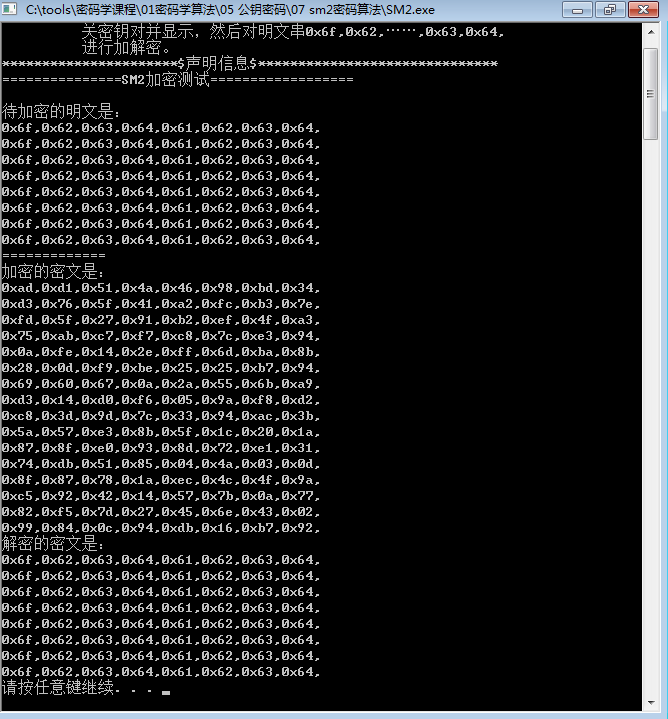 C:\tools\密码学课程\01密码学算法\05 公钥密码\07 sm2密码算法\SM2.exe
关密钥对并显示，然后对明文串0x6f,0x62,……,0x63,0x64,
进行加解密。
**********************$声明信息$******************************
===============SM2加密测试==================
待加密的明文是：
0x6f,0x62,0x63,0x64,0x61,0x62,0x63,0x64,
0x6f,0x62,0x63,0x64,0x61,0x62,0x63,0x64,
0x6f,0x62,0x63,0x64,0x61,0x62,0x63,0x64,
0x6f,0x62,0x63,0x64,0x61,0x62,0x63,0x64,
0x6f,0x62,0x63,0x64,0x61,0x62,0x63,0x64,
0x6f,0x62,0x63,0x64,0x61,0x62,0x63,0x64,
0x6f,0x62,0x63,0x64,0x61,0x62,0x63,0x64,
0x6f,0x62,0x63,0x64,0x61,0x62,0x63,0x64,
=============
加密的密文是：
0xad,0xd1,0x51,0x4a,0x46,0x98,0xbd,0x34,
0xd3,0x76,0x5f,0x41,0xa2,0xfc,0xb3,0x7e,
0xfd,0x5f,0x27,0x91,0xb2,0xef,0x4f,0xa3,
0x75,0xab,0xc7,0xf7,0xc8,0x7c,0xe3,0x94,
0x0a,0xfe,0x14,0x2e,0xff,0x6d,0xba,0x8b,
0x28,0x0d,0xf9,0xbe,0x25,0x25,0xb7,0x94,
0x69,0x60,0x67,0x0a,0x2a,0x55,0x6b,0xa9,
0xd3,0x14,0xd0,0xf6,0x05,0x9a,0xf8,0xd2,
0xc8,0x3d,0x9d,0x7c,0x33,0x94,0xac,0x3b,
0x5a,0x57,0xe3,0x8b,0x5f,0x1c,0x20,0x1a,
0x87,0x8f,0xe0,0x93,0x8d,0x72,0xe1,0x31,
0x74,0xdb,0x51,0x85,0x04,0x4a,0x03,0x0d,
0x8f,0x87,0x78,0x1a,0xec,0x4c,0x4f,0x9a,
0xc5,0x92,0x42,0x14,0x57,0x7b,0x0a,0x77,
0x82,0xf5,0x7d,0x27,0x45,0x6e,0x43,0x02,
0x99,0x84,0x0c,0x94,0xdb,0x16,0xb7,0x92,
解密的密文是：
0x6f,0x62,0x63,0x64,0x61,0x62,0x63,0x64,
0x6f,0x62,0x63,0x64,0x61,0x62,0x63,0x64,
0x6f,0x62,0x63,0x64,0x61,0x62,0x63,0x64,
0x6f,0x62,0x63,0x64,0x61,0x62,0x63,0x64,
0x6f,0x62,0x63,0x64,0x61,0x62,0x63,0x64,
0x6f,0x62,0x63,0x64,0x61,0x62,0x63,0x64,
0x6f,0x62,0x63,0x64,0x61,0x62,0x63,0x64,
0x6f,0x62,0x63,0x64,0x61,0x62,0x63,0x64,
请按任意键继续. . .